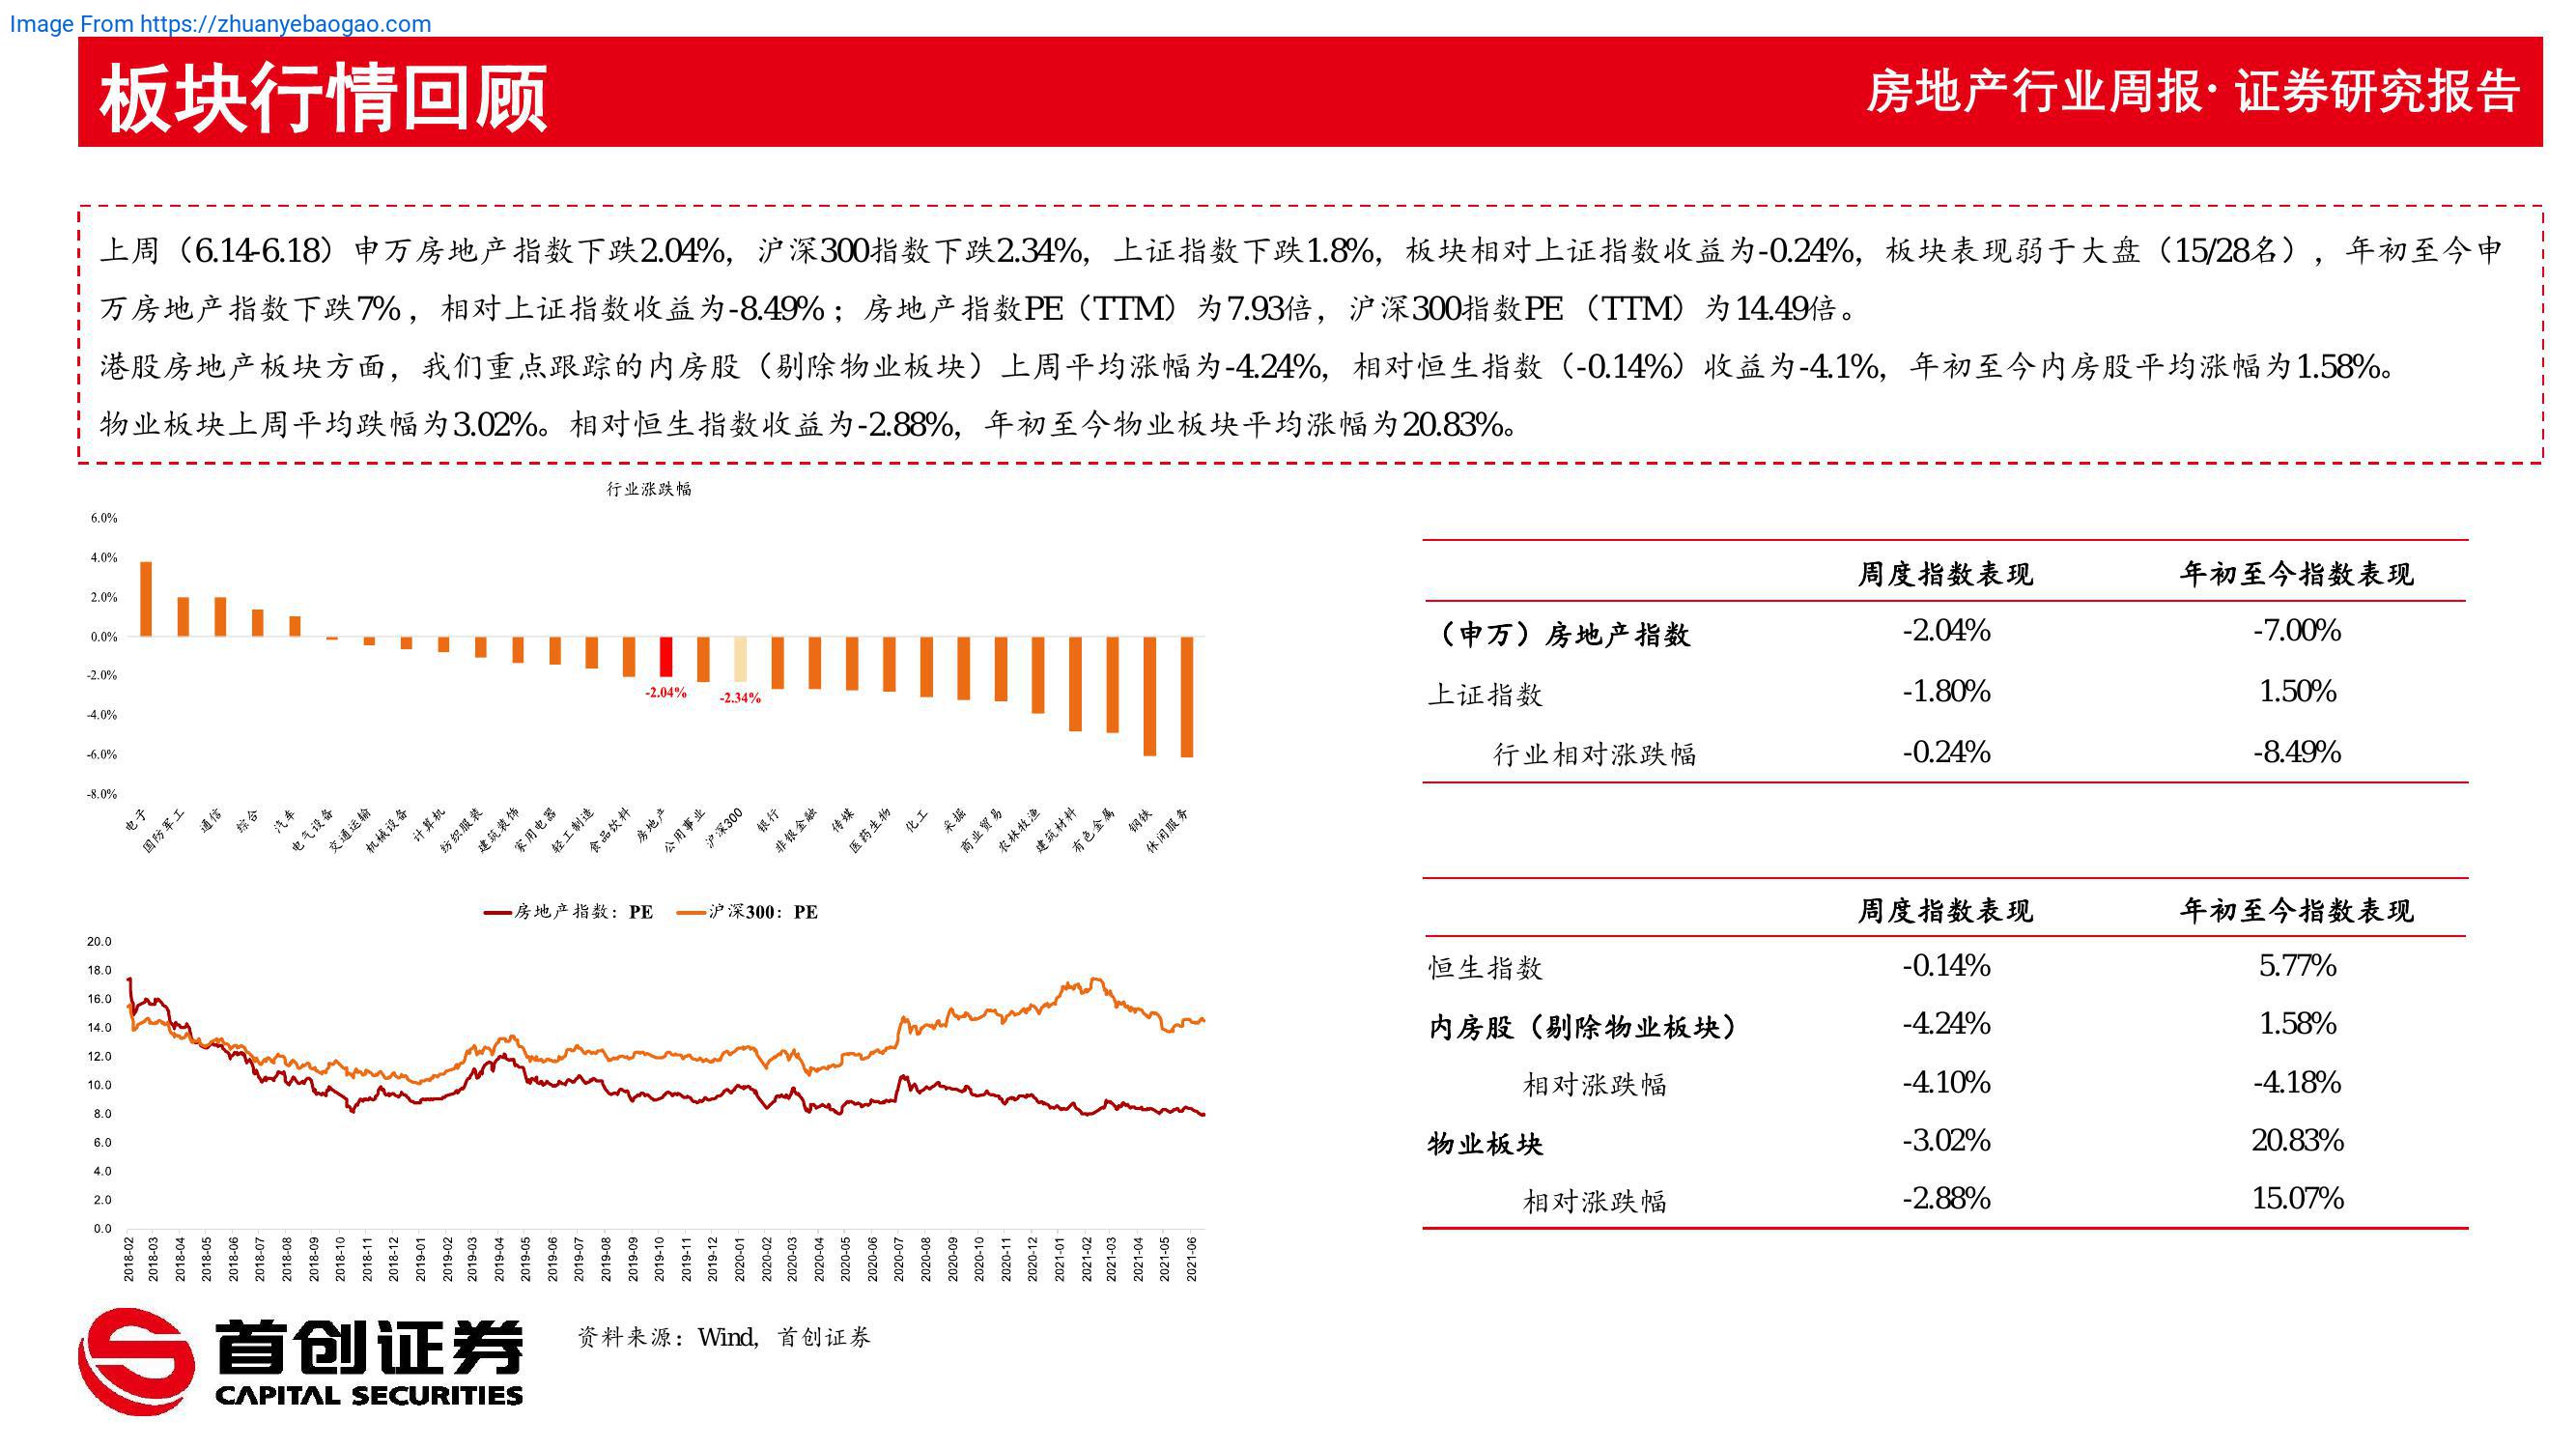 Image From https://zhuanyebaogao.com
板块行情回顾
房地产行业周报· 证券研究报告
上周（6.14-6.18）申万房地产指数下跌2.04%，沪深300指数下跌2.34%，上证指数下跌1.8%，板块相对上证指数收益为-0.24%，板块表现弱于大盘（15/28名），年初至今申
万房地产指数下跌7%，相对上证指数收益为-8.49%；房地产指数PE（TTM）为7.93倍，沪深300指数PE（TTM）为14.49倍。
港股房地产板块方面，我们重点跟踪的内房股（剔除物业板块）上周平均涨幅为-4.24%，相对恒生指数（-0.14%）收益为-4.1%，年初至今内房股平均涨幅为1.58%。
物业板块上周平均跌幅为3.02%。相对恒生指数收益为-2.88%，年初至今物业板块平均涨幅为20.83%。
行业涨跌幅
6.0%
4.0%
2.0%
0.0%
-2.0%
-4.0%
-6.0%
-8.0%
-2.04%
-2.34%
电子
国防军工
通信
综合
汽车
电气设备
交通运输
机械设备
计算机
纺织服装
建筑装饰
家用电器
轻工制造
食品饮料
房地产
公用事业
沪深300
银行
非银金融
传媒
医药生物
化工
采掘
商业贸易
农林牧渔
建筑材料
有色金属
钢铁
休闲服务
房地产指数：PE 沪深300：PE
20.0
18.0
16.0
14.0
12.0
10.0
8.0
6.0
4.0
2.0
0.0
2018-02
2018-03
2018-04
2018-05
2018-06
2018-07
2018-08
2018-09
2018-10
2018-11
2018-12
2019-01
2019-02
2019-03
2019-04
2019-05
2019-06
2019-07
2019-08
2019-09
2019-10
2019-11
2019-12
2020-01
2020-02
2020-03
2020-04
2020-05
2020-06
2020-07
2020-08
2020-09
2020-10
2020-11
2020-12
2021-01
2021-02
2021-03
2021-04
2021-05
2021-06
周度指数表现 年初至今指数表现
（申万）房地产指数 -2.04% -7.00%
上证指数 -1.80% 1.50%
行业相对涨跌幅 -0.24% -8.49%
周度指数表现 年初至今指数表现
恒生指数 -0.14% 5.77%
内房股（剔除物业板块） -4.24% 1.58%
相对涨跌幅 -4.10% -4.18%
物业板块 -3.02% 20.83%
相对涨跌幅 -2.88% 15.07%
首创证券
CAPITAL SECURITIES
资料来源：Wind，首创证券